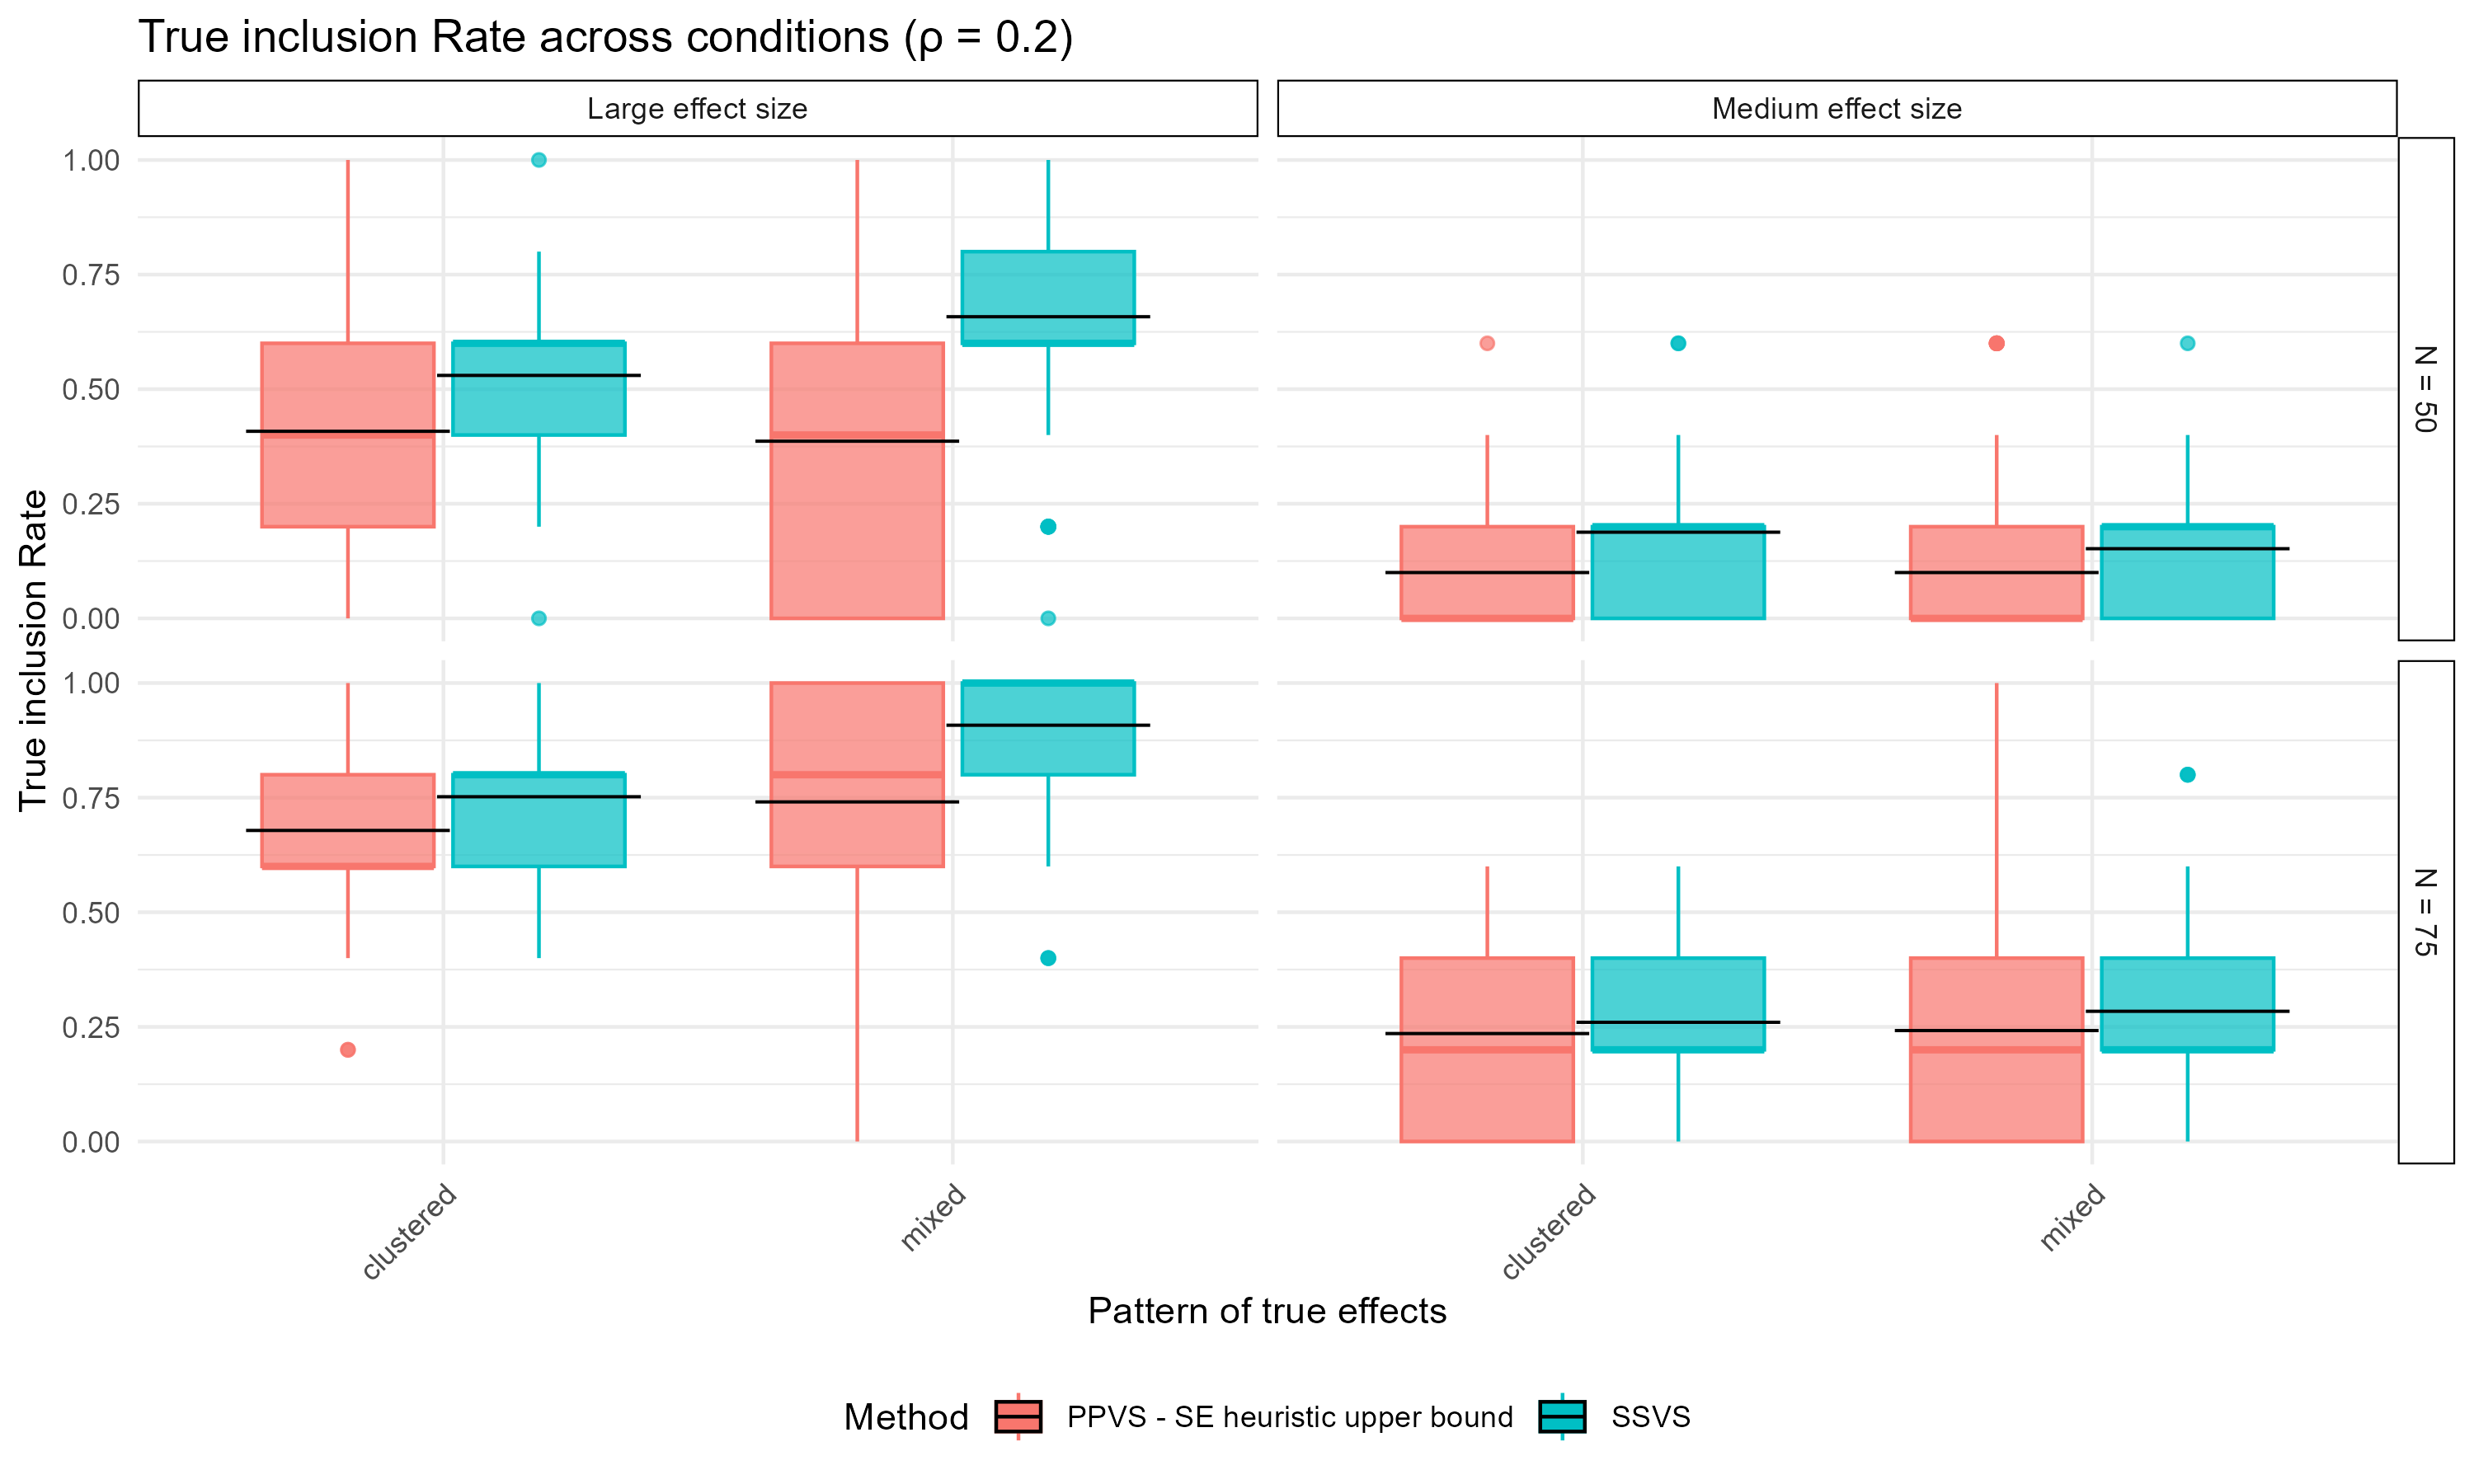 True inclusion Rate across conditions (ρ = 0.2)
Large effect size
Medium effect size
1.00
0.75
0.50
0.25
0.00
N = 50
1.00
0.75
0.50
0.25
0.00
N = 75
True inclusion Rate
clustered
mixed
clustered
mixed
Pattern of true effects
Method
PPVS - SE heuristic upper bound
SSVS